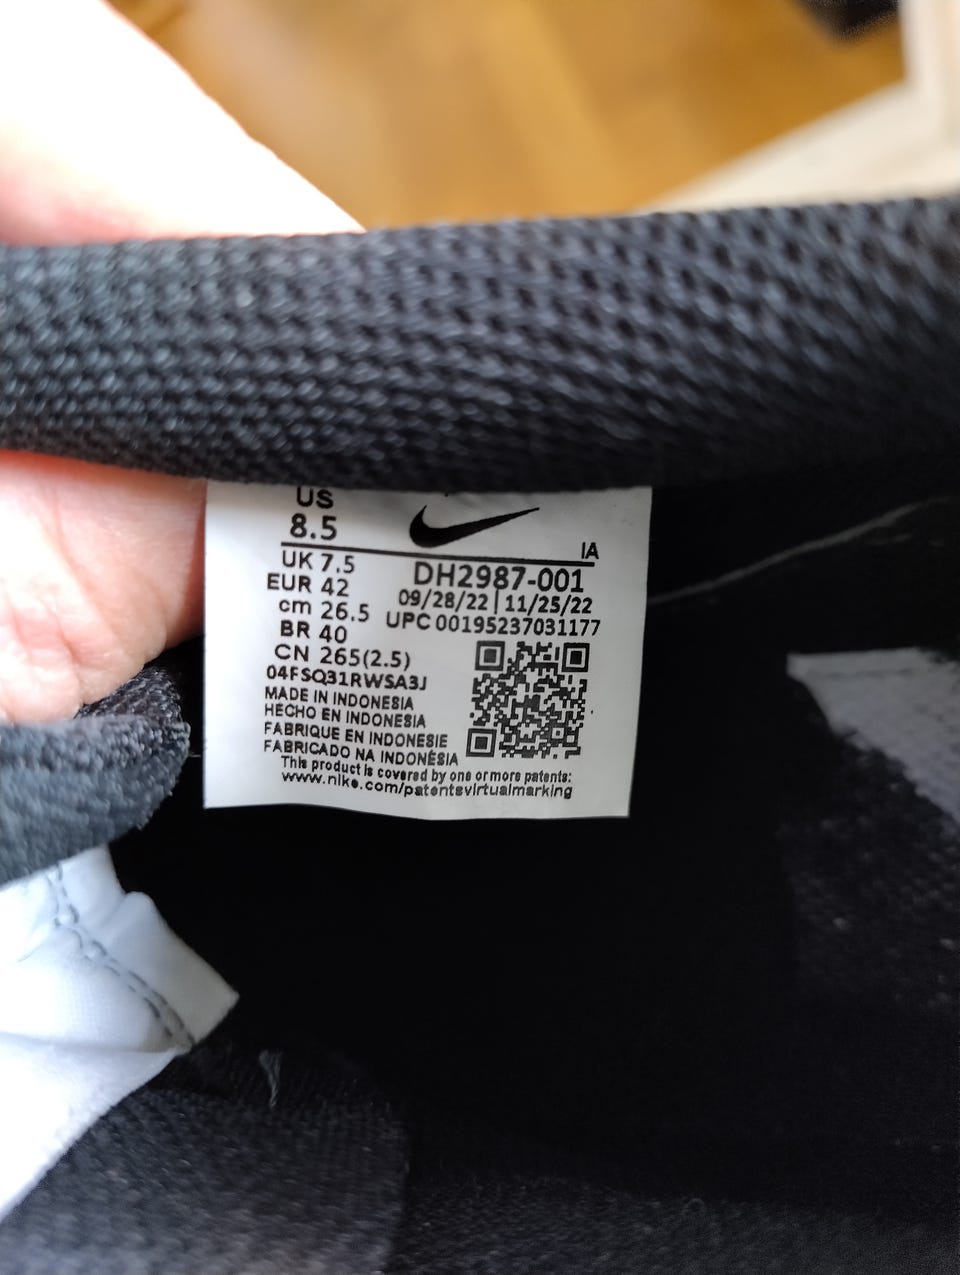 US
8.5
IA
UK 7.5
DH2987-001
EUR 42
09/28/22 | 11/25/22
cm 26.5
UPC 00195237031177
BR 40
CN 265(2.5)
04FSQ31RWSA3J
MADE IN INDONESIA
HECHO EN INDONESIA
FABRIQUE EN INDONESIE
FABRICADO NA INDONÉSIA
This product is covered by one or more patents:
www.nike.com/patentsvirtualmarking